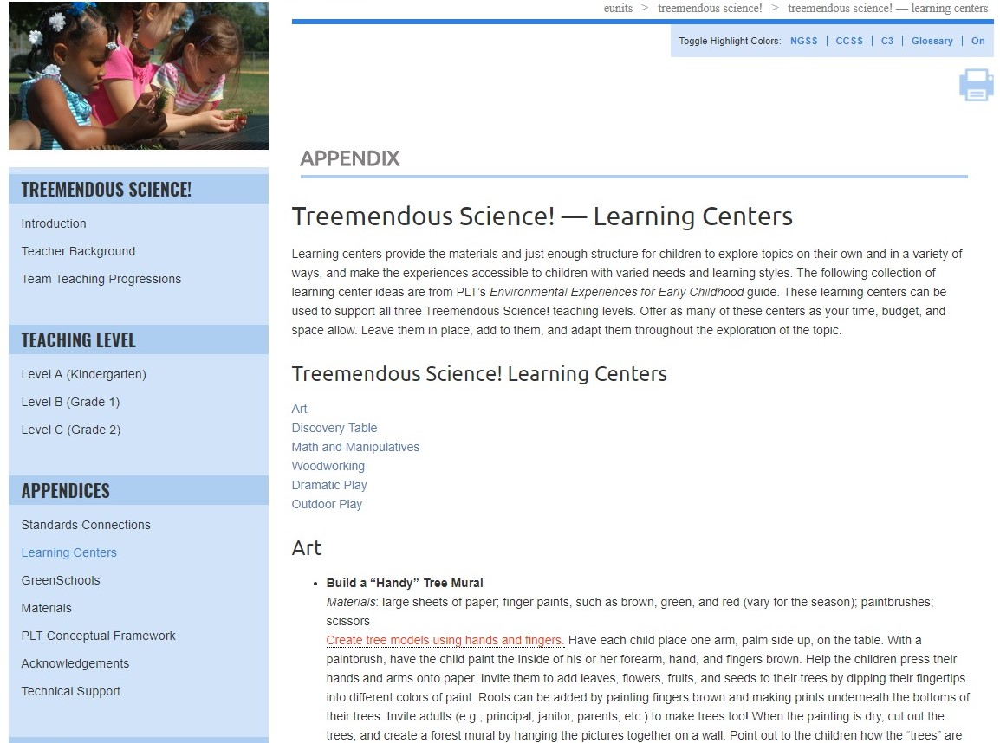 eunits > treemendous science! > treemendous science! — learning centers
Toggle Highlight Colors: NGSS | CCSS | C3 | Glossary | On
APPENDIX
TREEMENDOUS SCIENCE!
Introduction
Teacher Background
Team Teaching Progressions
TEACHING LEVEL
Level A (Kindergarten)
Level B (Grade 1)
Level C (Grade 2)
APPENDICES
Standards Connections
Learning Centers
GreenSchools
Materials
PLT Conceptual Framework
Acknowledgements
Technical Support
Treemendous Science! — Learning Centers
Learning centers provide the materials and just enough structure for children to explore topics on their own and in a variety of
ways, and make the experiences accessible to children with varied needs and learning styles. The following collection of
learning center ideas are from PLT's Environmental Experiences for Early Childhood guide. These learning centers can be
used to support all three Treemendous Science! teaching levels. Offer as many of these centers as your time, budget, and
space allow. Leave them in place, add to them, and adapt them throughout the exploration of the topic.
Treemendous Science! Learning Centers
Art
Discovery Table
Math and Manipulatives
Woodworking
Dramatic Play
Outdoor Play
Art
• Build a “Handy” Tree Mural
Materials: large sheets of paper; finger paints, such as brown, green, and red (vary for the season); paintbrushes;
scissors
Create tree models using hands and fingers. Have each child place one arm, palm side up, on the table. With a
paintbrush, have the child paint the inside of his or her forearm, hand, and fingers brown. Help the children press their
hands and arms onto paper. Invite them to add leaves, flowers, fruits, and seeds to their trees by dipping their fingertips
into different colors of paint. Roots can be added by painting fingers brown and making prints underneath the bottoms of
their trees. Invite adults (e.g., principal, janitor, parents, etc.) to make trees too! When the painting is dry, cut out the
trees, and create a forest mural by hanging the pictures together on a wall. Point out to the children how the “trees” are